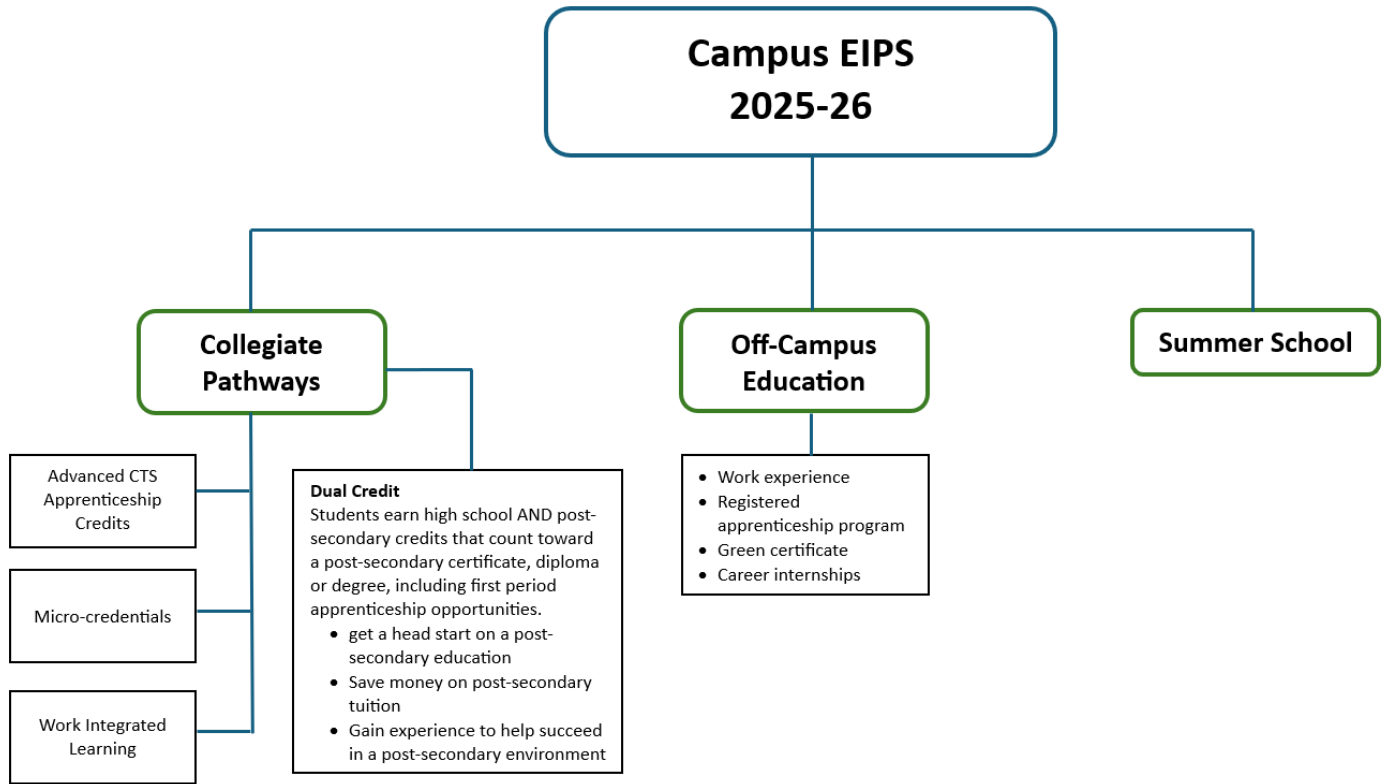 Campus EIPS
2025-26
Collegiate
Pathways
Off-Campus
Education
Summer School
Advanced CTS
Apprenticeship
Credits
Micro-credentials
Work Integrated
Learning
Dual Credit
Students earn high school AND post-
secondary credits that count toward
a post-secondary certificate, diploma
or degree, including first period
apprenticeship opportunities.
• get a head start on a post-
secondary education
• Save money on post-secondary
tuition
• Gain experience to help succeed
in a post-secondary environment
• Work experience
• Registered
apprenticeship program
• Green certificate
• Career internships